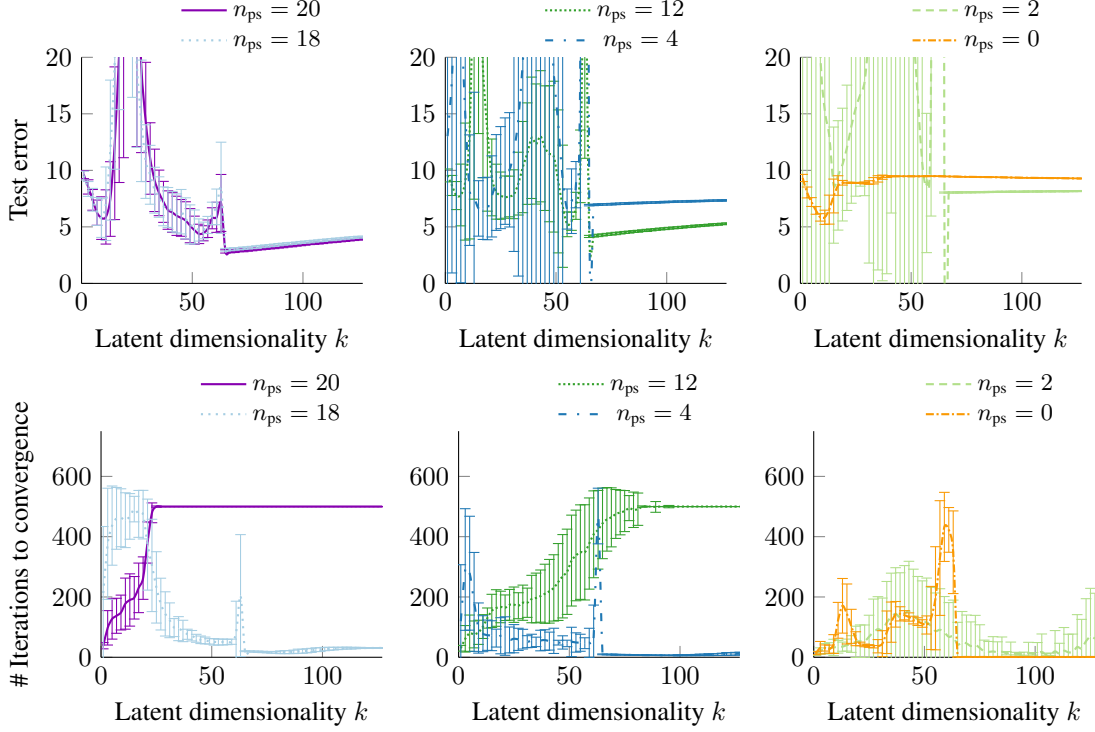 n_ps = 20
n_ps = 18
n_ps = 12
n_ps = 4
n_ps = 2
n_ps = 0
Test error
20
15
10
5
0
0 50 100
Latent dimensionality k
20
15
10
5
0
0 50 100
Latent dimensionality k
20
15
10
5
0
0 50 100
Latent dimensionality k
n_ps = 20
n_ps = 18
n_ps = 12
n_ps = 4
n_ps = 2
n_ps = 0
# Iterations to convergence
600
400
200
0
0 50 100
Latent dimensionality k
600
400
200
0
0 50 100
Latent dimensionality k
600
400
200
0
0 50 100
Latent dimensionality k